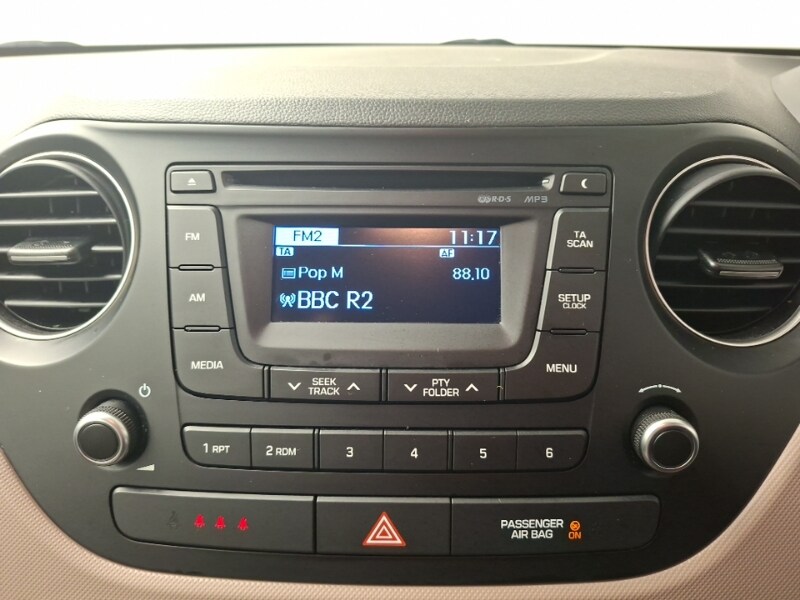 R·D·S MP3
FM
FM2 11:17
TA AF
Pop M 88.10
BBC R2
TA
SCAN
AM
SETUP
CLOCK
MEDIA
SEEK
TRACK
PTY
FOLDER
MENU
1 RPT 2 RDM 3 4 5 6
PASSENGER
AIR BAG ON